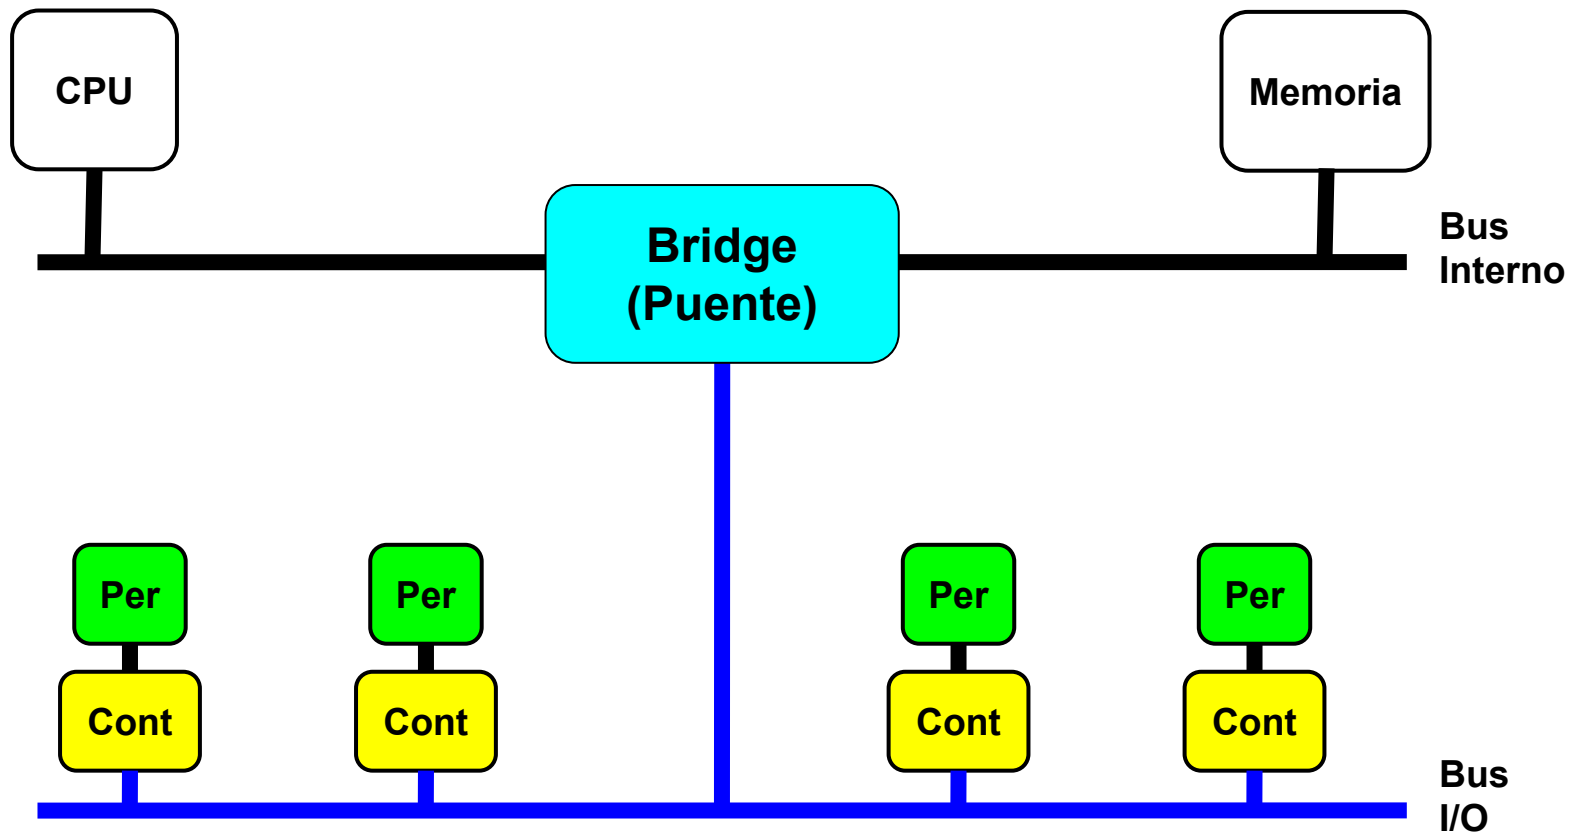 CPU
Memoria
Bridge
(Puente)
Bus
Interno
Per
Per
Per
Per
Cont
Cont
Cont
Cont
Bus
I/O